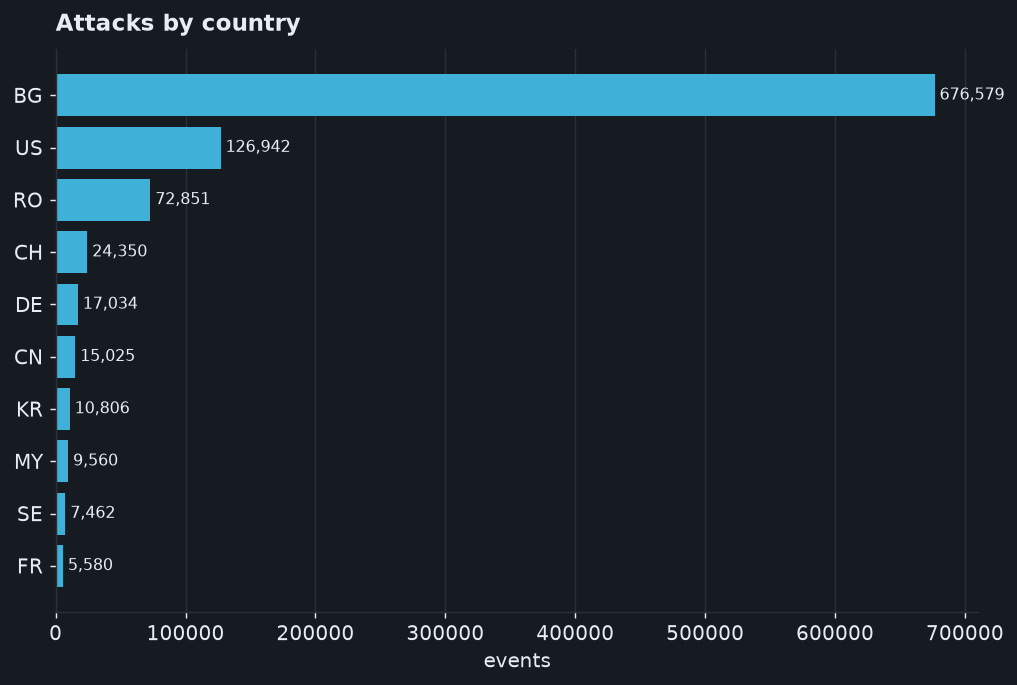 Attacks by country
BG 676,579
US 126,942
RO 72,851
CH 24,350
DE 17,034
CN 15,025
KR 10,806
MY 9,560
SE 7,462
FR 5,580
0 100000 200000 300000 400000 500000 600000 700000
events